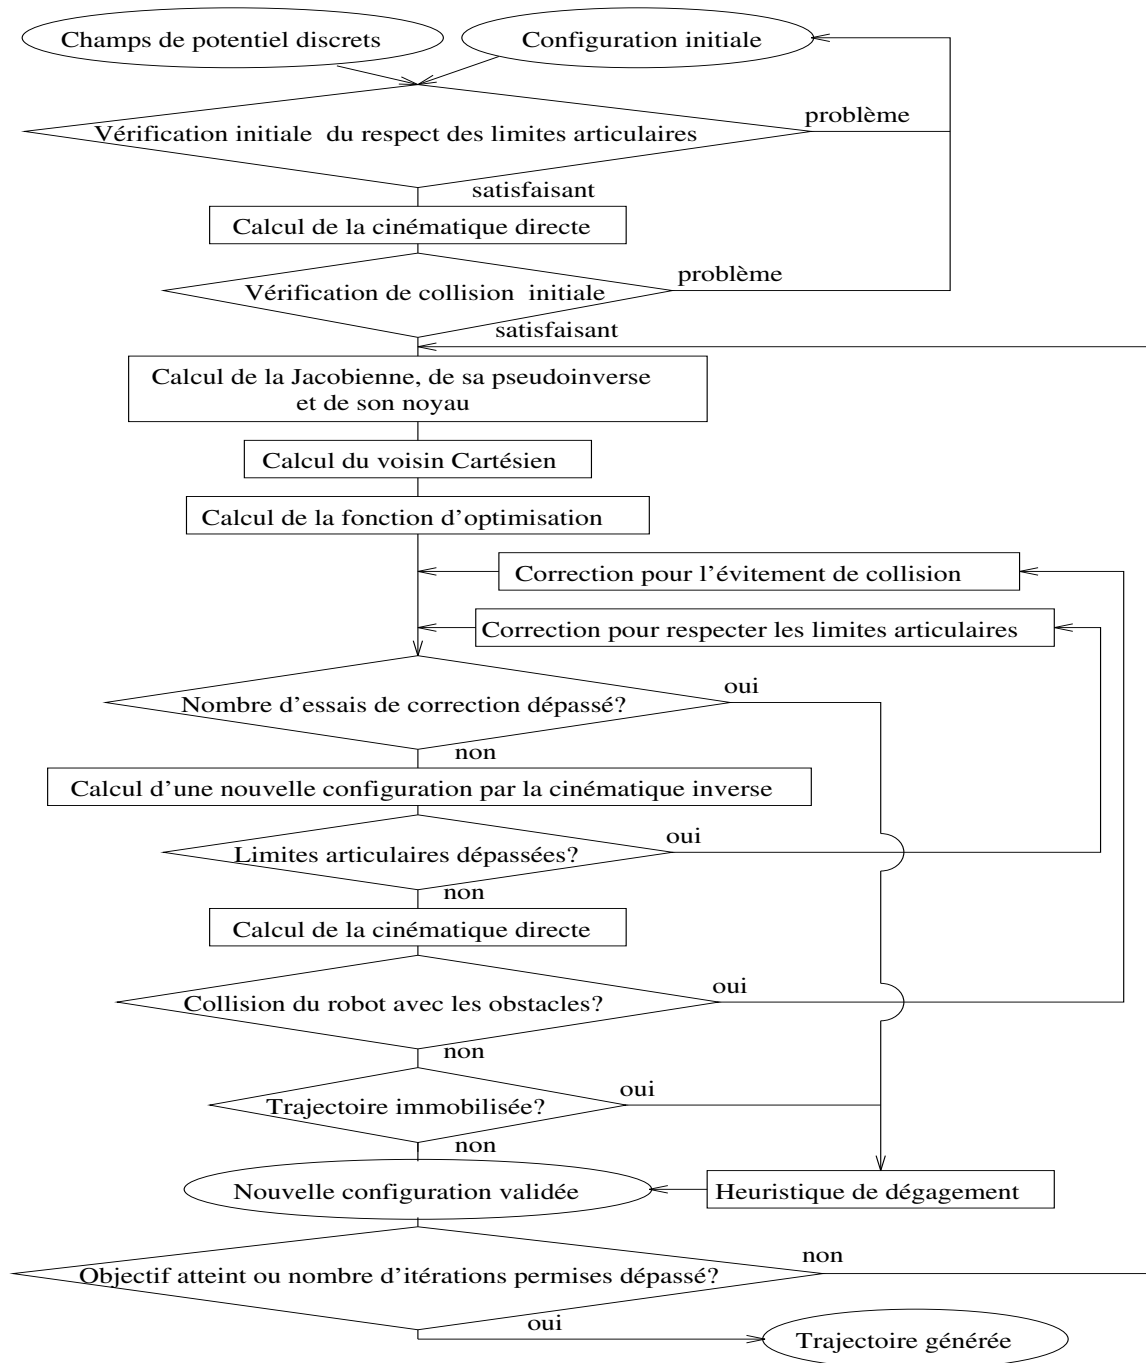 Champs de potentiel discrets
Configuration initiale
problème
Vérification initiale du respect des limites articulaires
satisfaisant
Calcul de la cinématique directe
problème
Vérification de collision initiale
satisfaisant
Calcul de la Jacobienne, de sa pseudoinverse
et de son noyau
Calcul du voisin Cartésien
Calcul de la fonction d'optimisation
Correction pour l'évitement de collision
Correction pour respecter les limites articulaires
oui
Nombre d'essais de correction dépassé?
non
Calcul d'une nouvelle configuration par la cinématique inverse
oui
Limites articulaires dépassées?
non
Calcul de la cinématique directe
oui
Collision du robot avec les obstacles?
non
oui
Trajectoire immobilisée?
non
Nouvelle configuration validée
Heuristique de dégagement
non
Objectif atteint ou nombre d'itérations permises dépassé?
oui
Trajectoire générée